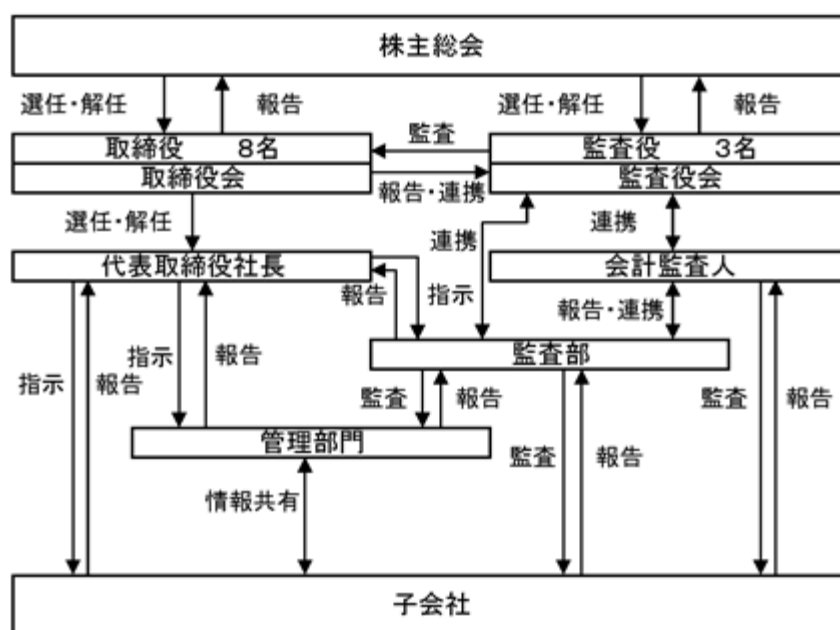 株主総会
選任・解任
報告
選任・解任
報告
取締役　8名
監査
監査役　3名
取締役会
報告・連携
監査役会
選任・解任
連携
連携
代表取締役社長
会計監査人
報告
指示
報告・連携
指示
報告
指示
報告
監査部
監査
報告
監査
報告
管理部門
監査
報告
情報共有
子会社